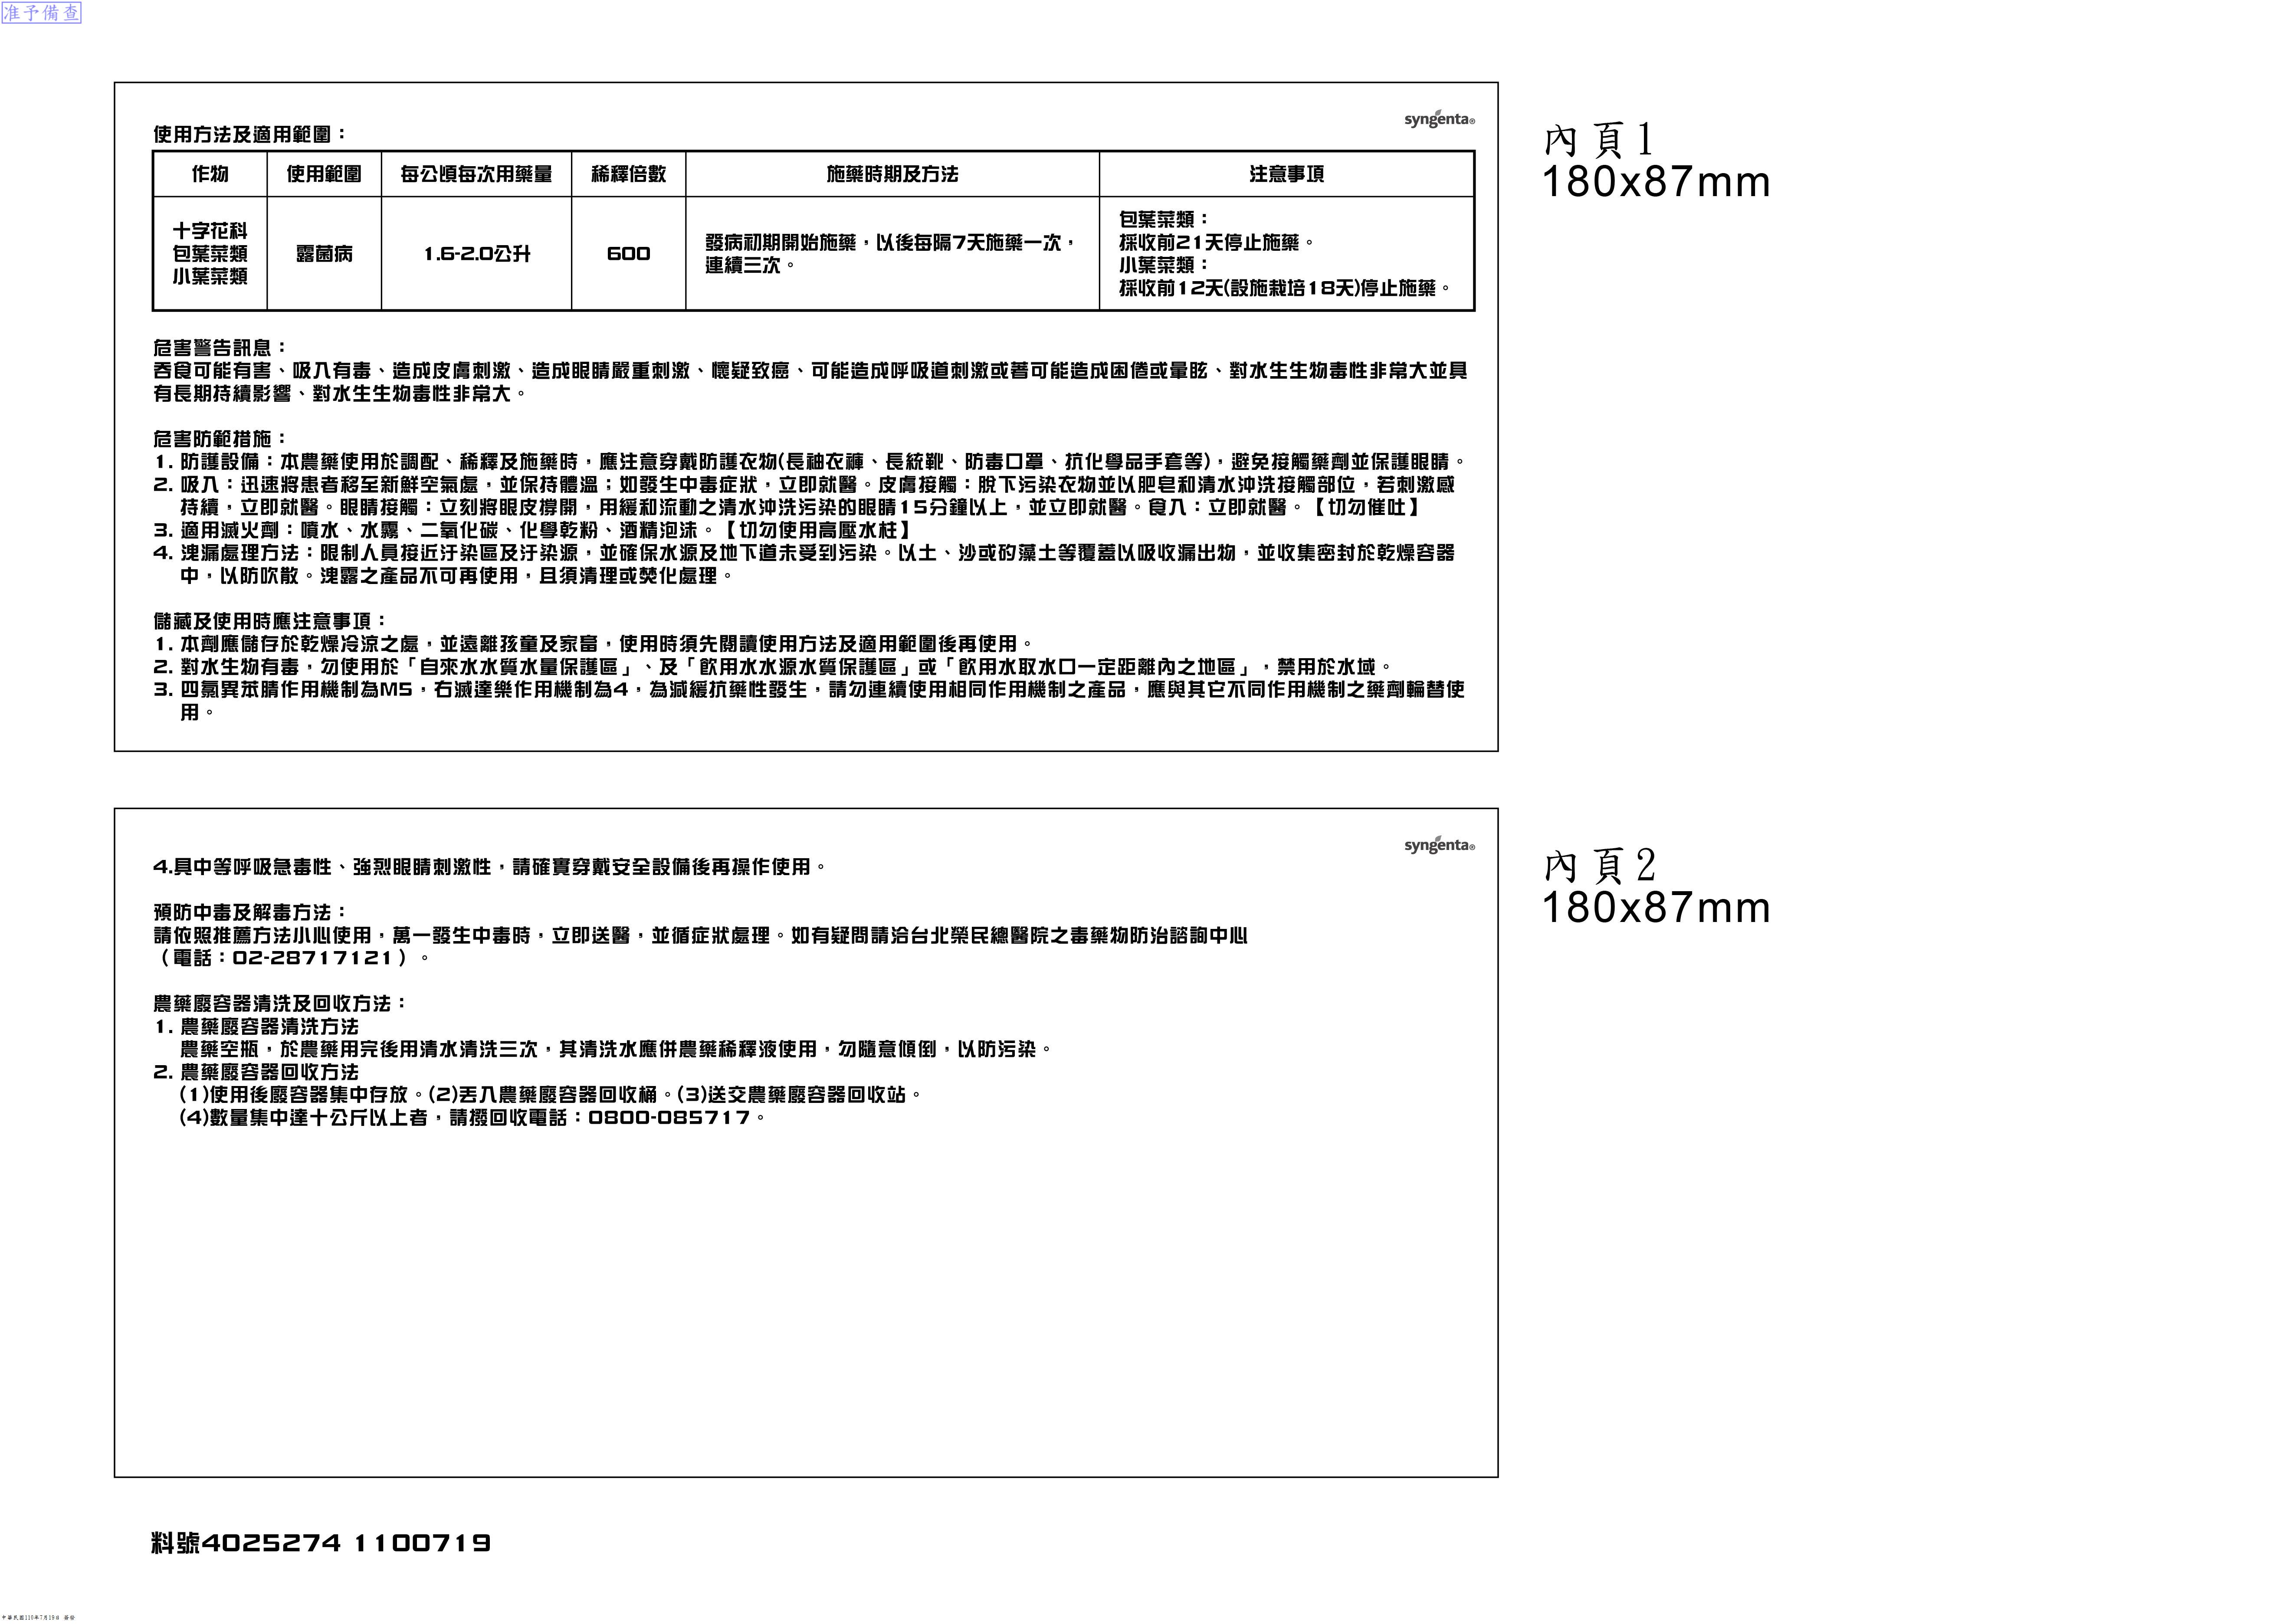 准予備查
syngenta®
內頁1
180x87mm
使用方法及適用範圍：
作物 使用範圍 每公頃每次用藥量 稀釋倍數 施藥時期及方法 注意事項
十字花科
包葉菜類
小葉菜類
露菌病
1.6-2.0公升
600
發病初期開始施藥，以後每隔7天施藥一次，
連續三次。
包葉菜類：
採收前21天停止施藥。
小葉菜類：
採收前12天(設施栽培18天)停止施藥。
危害警告訊息：
吞食可能有害、吸入有毒、造成皮膚刺激、造成眼睛嚴重刺激、懷疑致癌、可能造成呼吸道刺激或著可能造成困倦或暈眩、對水生生物毒性非常大並具
有長期持續影響、對水生生物毒性非常大。
危害防範措施：
1. 防護設備：本農藥使用於調配、稀釋及施藥時，應注意穿戴防護衣物(長袖衣褲、長統靴、防毒口罩、抗化學品手套等)，避免接觸藥劑並保護眼睛。
2. 吸入：迅速將患者移至新鮮空氣處，並保持體溫；如發生中毒症狀，立即就醫。皮膚接觸：脫下污染衣物並以肥皂和清水沖洗接觸部位，若刺激感
持續，立即就醫。眼睛接觸：立刻將眼皮撐開，用緩和流動之清水沖洗污染的眼睛15分鐘以上，並立即就醫。食入：立即就醫。【切勿催吐】
3. 適用滅火劑：噴水、水霧、二氧化碳、化學乾粉、酒精泡沫。【切勿使用高壓水柱】
4. 洩漏處理方法：限制人員接近汙染區及汙染源，並確保水源及地下道未受到污染。以土、沙或矽藻土等覆蓋以吸收漏出物，並收集密封於乾燥容器
中，以防吹散。洩露之產品不可再使用，且須清理或焚化處理。
儲藏及使用時應注意事項：
1. 本劑應儲存於乾燥冷涼之處，並遠離孩童及家畜，使用時須先閱讀使用方法及適用範圍後再使用。
2. 對水生物有毒，勿使用於「自來水水質水量保護區」、及「飲用水水源水質保護區」或「飲用水取水口一定距離內之地區」，禁用於水域。
3. 四氯異苯腈作用機制為M5，右滅達樂作用機制為4，為減緩抗藥性發生，請勿連續使用相同作用機制之產品，應與其它不同作用機制之藥劑輪替使
用。
syngenta®
內頁2
180x87mm
4.具中等呼吸急毒性、強烈眼睛刺激性，請確實穿戴安全設備後再操作使用。
預防中毒及解毒方法：
請依照推薦方法小心使用，萬一發生中毒時，立即送醫，並循症狀處理。如有疑問請洽台北榮民總醫院之毒藥物防治諮詢中心
（電話：02-28717121）。
農藥廢容器清洗及回收方法：
1. 農藥廢容器清洗方法
農藥空瓶，於農藥用完後用清水清洗三次，其清洗水應併農藥稀釋液使用，勿隨意傾倒，以防污染。
2. 農藥廢容器回收方法
(1)使用後廢容器集中存放。(2)丟入農藥廢容器回收桶。(3)送交農藥廢容器回收站。
(4)數量集中達十公斤以上者，請撥回收電話：0800-085717。
料號4025274 1100719
中華民國110年7月19日